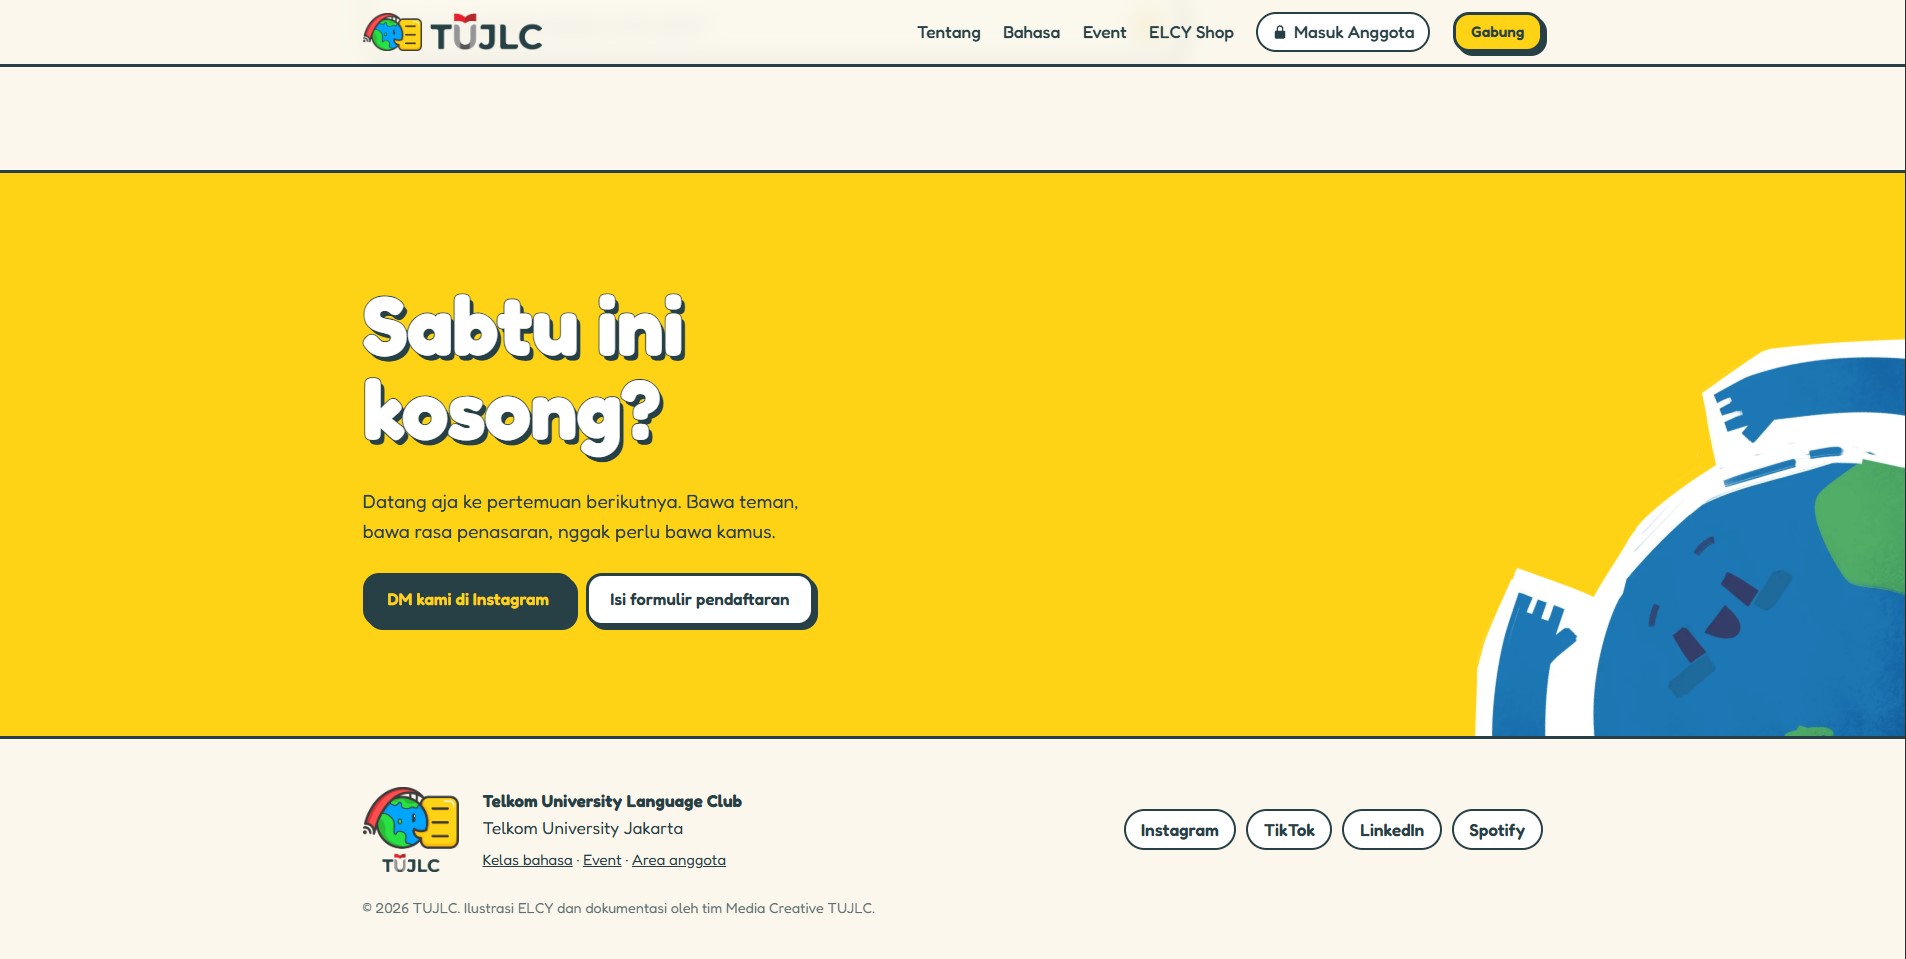 TUJLC
Tentang
Bahasa
Event
ELCY Shop
Masuk Anggota
Gabung
Sabtu ini
kosong?
Datang aja ke pertemuan berikutnya. Bawa teman,
bawa rasa penasaran, nggak perlu bawa kamus.
DM kami di Instagram
Isi formulir pendaftaran
TUJLC
Telkom University Language Club
Telkom University Jakarta
Kelas bahasa · Event · Area anggota
Instagram
TikTok
LinkedIn
Spotify
© 2026 TUJLC. Ilustrasi ELCY dan dokumentasi oleh tim Media Creative TUJLC.